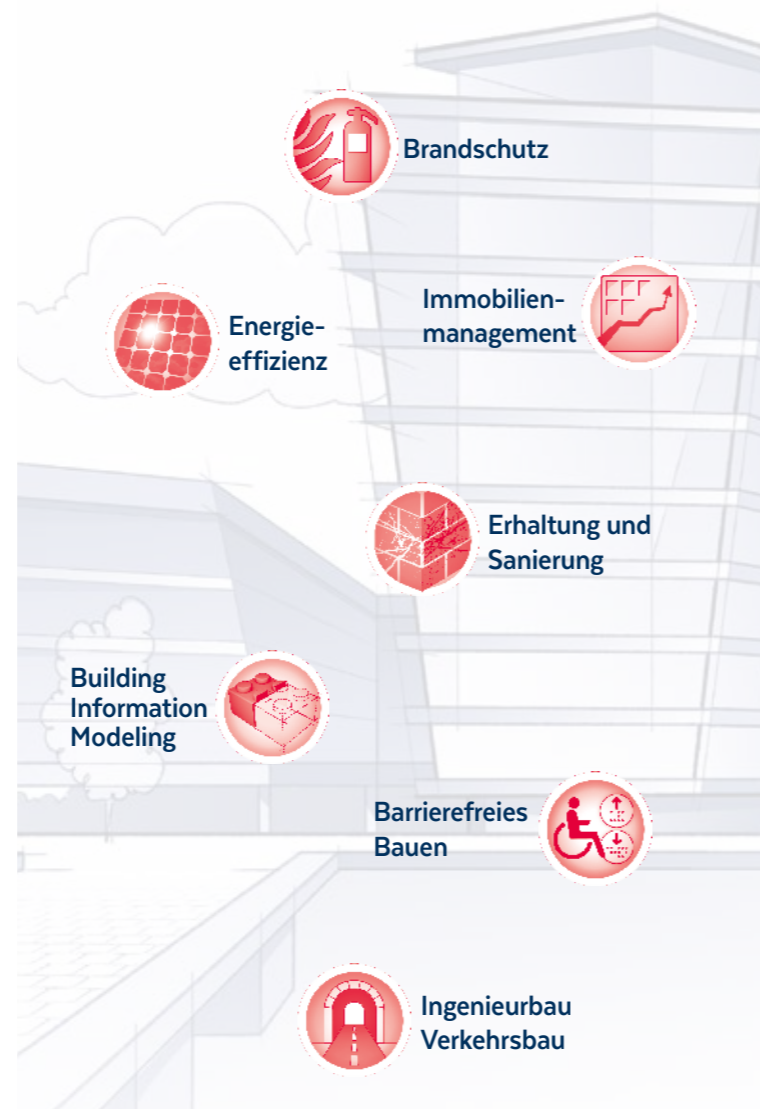 Brandschutz
Immobilien-
management
Energie-
effizienz
Erhaltung und
Sanierung
Building
Information
Modeling
Barrierefreies
Bauen
Ingenieurbau
Verkehrsbau